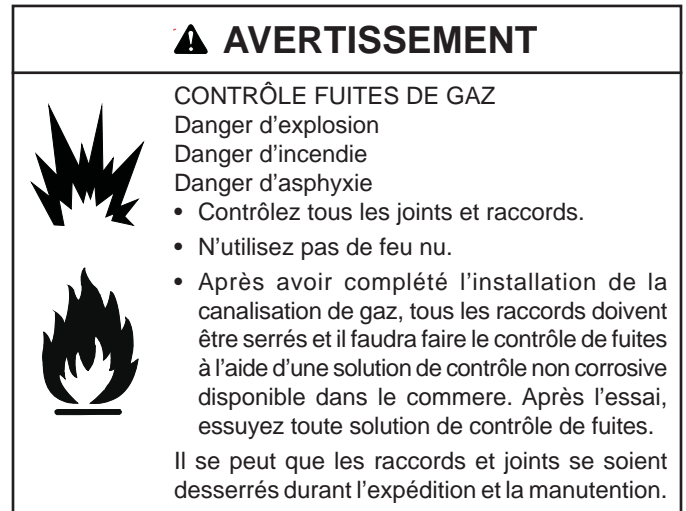 AVERTISSEMENT
CONTRÔLE FUITES DE GAZ
Danger d’explosion
Danger d’incendie
Danger d’asphyxie
• Contrôlez tous les joints et raccords.
• N’utilisez pas de feu nu.
• Après avoir complété l’installation de la
canalisation de gaz, tous les raccords doivent
être serrés et il faudra faire le contrôle de fuites
à l’aide d’une solution de contrôle non corrosive
disponible dans le commere. Après l’essai,
essuyez toute solution de contrôle de fuites.
Il se peut que les raccords et joints se soient
desserrés durant l’expédition et la manutention.